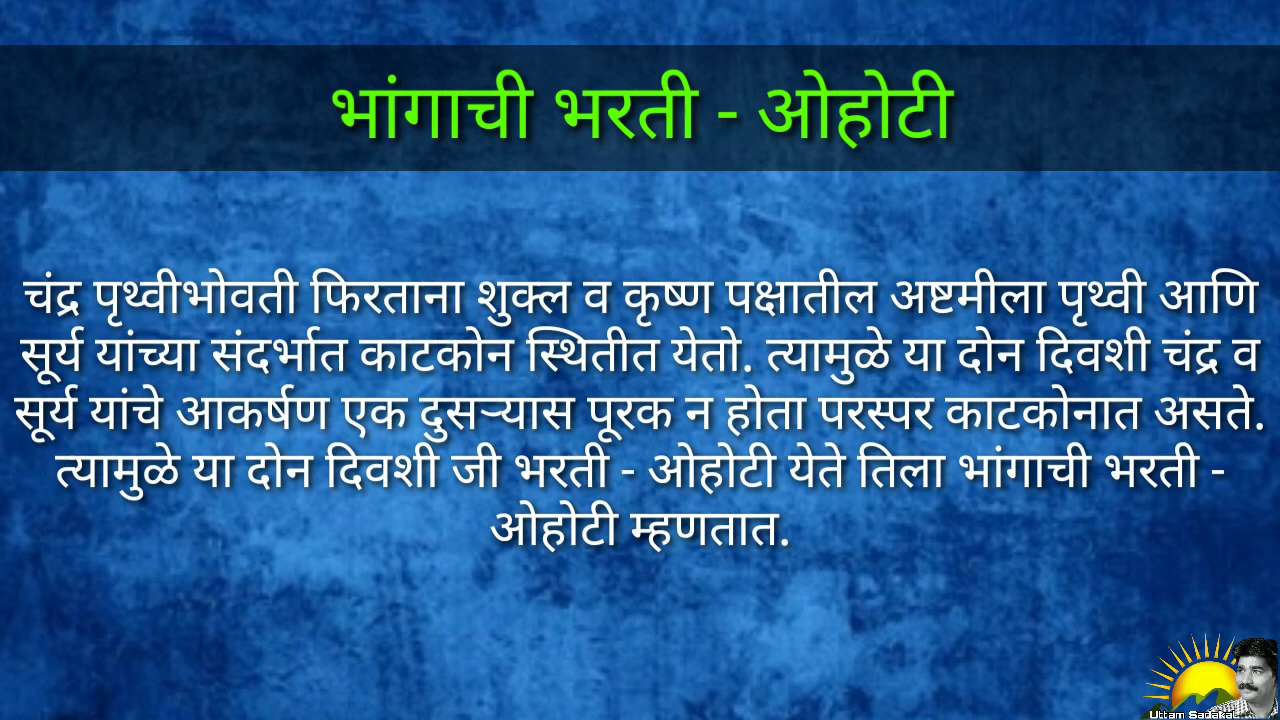 भांगाची भरती - ओहोटी
चंद्र पृथ्वीभोवती फिरताना शुक्ल व कृष्ण पक्षातील अष्टमीला पृथ्वी आणि
सूर्य यांच्या संदर्भात काटकोन स्थितीत येतो. त्यामुळे या दोन दिवशी चंद्र व
सूर्य यांचे आकर्षण एक दुसऱ्यास पूरक न होता परस्पर काटकोनात असते.
त्यामुळे या दोन दिवशी जी भरती - ओहोटी येते तिला भांगाची भरती -
ओहोटी म्हणतात.
Uttam Sadakal